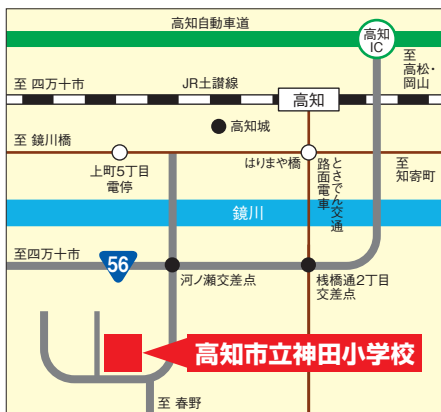 高知自動車道
高知
IC
至
高松・
岡山
至 四万十市
JR土讃線
高知
高知城
至 鏡川橋
上町5丁目
電停
はりまや橋
とさでん交通
路面電車
至
知寄町
鏡川
至四万十市
56
河ノ瀬交差点
桟橋通2丁目
交差点
高知市立神田小学校
至 春野